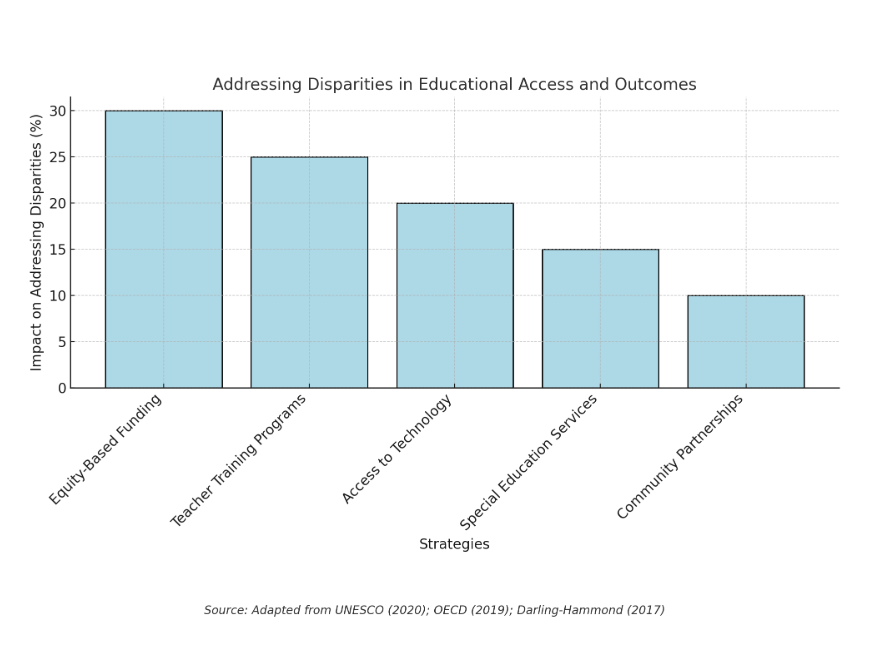 Addressing Disparities in Educational Access and Outcomes
Impact on Addressing Disparities (%)
30
25
20
15
10
5
0
Equity-Based Funding
Teacher Training Programs
Access to Technology
Special Education Services
Community Partnerships
Strategies
Source: Adapted from UNESCO (2020); OECD (2019); Darling-Hammond (2017)